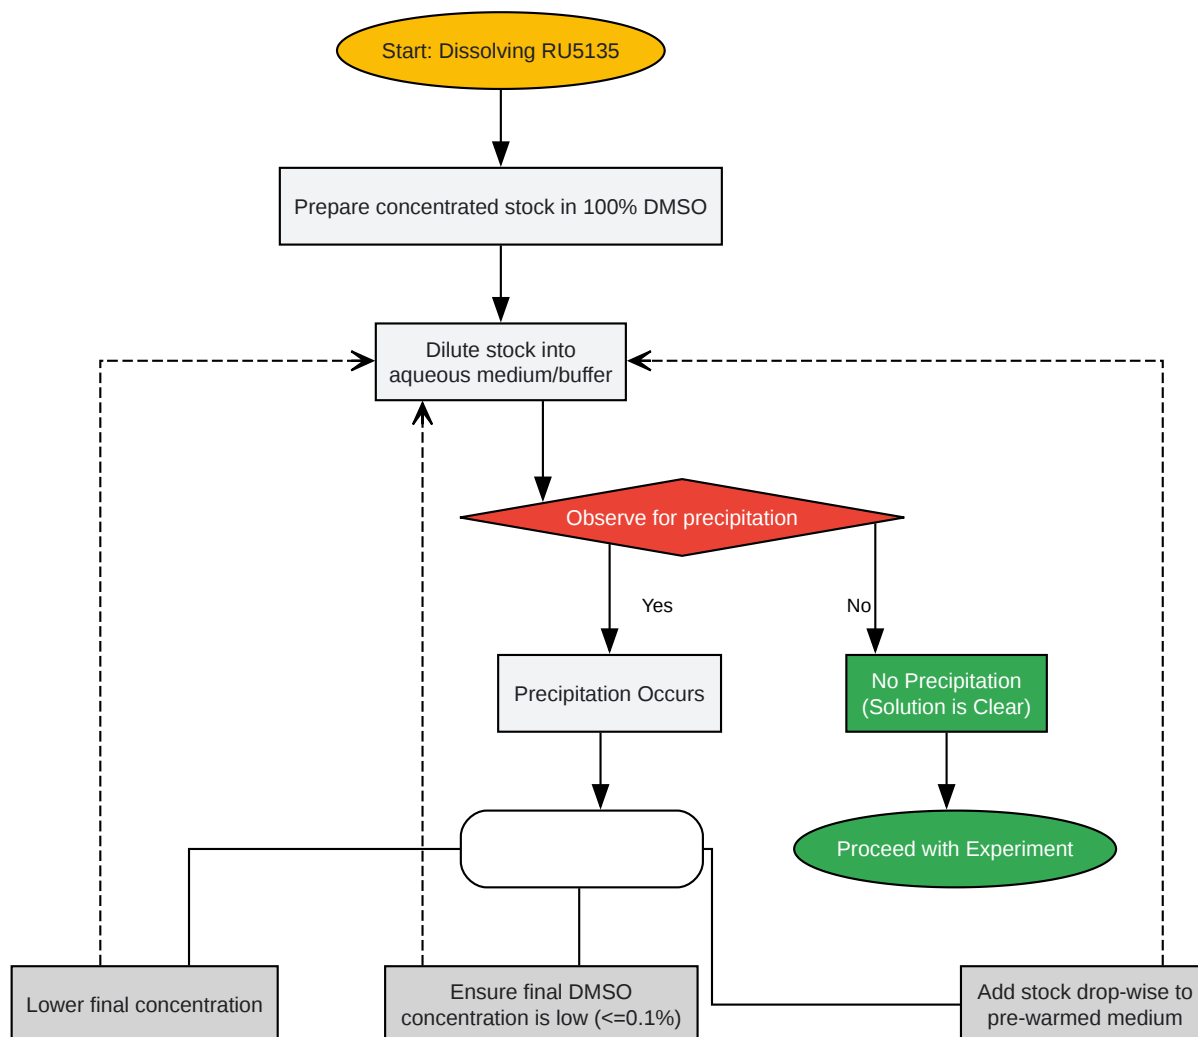 Start: Dissolving RU5135
Prepare concentrated stock in 100% DMSO
Dilute stock into
aqueous medium/buffer
Observe for precipitation
Yes
No
Precipitation Occurs
No Precipitation
(Solution is Clear)
Proceed with Experiment
Lower final concentration
Ensure final DMSO
concentration is low (<=0.1%)
Add stock drop-wise to
pre-warmed medium